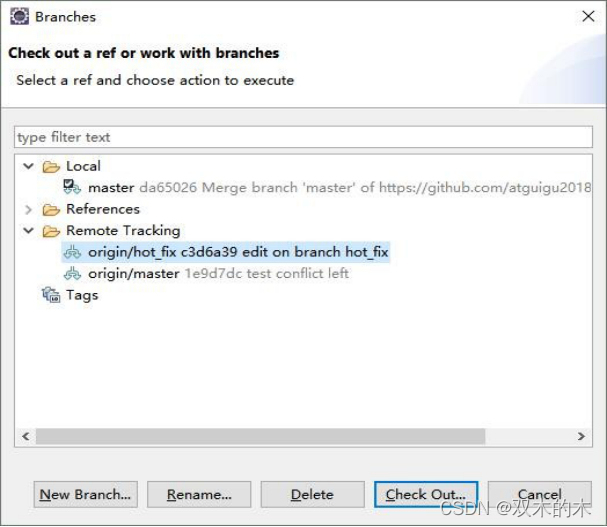 Branches
Check out a ref or work with branches
Select a ref and choose action to execute
type filter text
Local
master da65026 Merge branch 'master' of https://github.com/atguigu2018
References
Remote Tracking
origin/hot_fix c3d6a39 edit on branch hot_fix
origin/master 1e9d7dc test conflict left
Tags
New Branch... Rename... Delete Check Out... Cancel
CSDN @双木的木